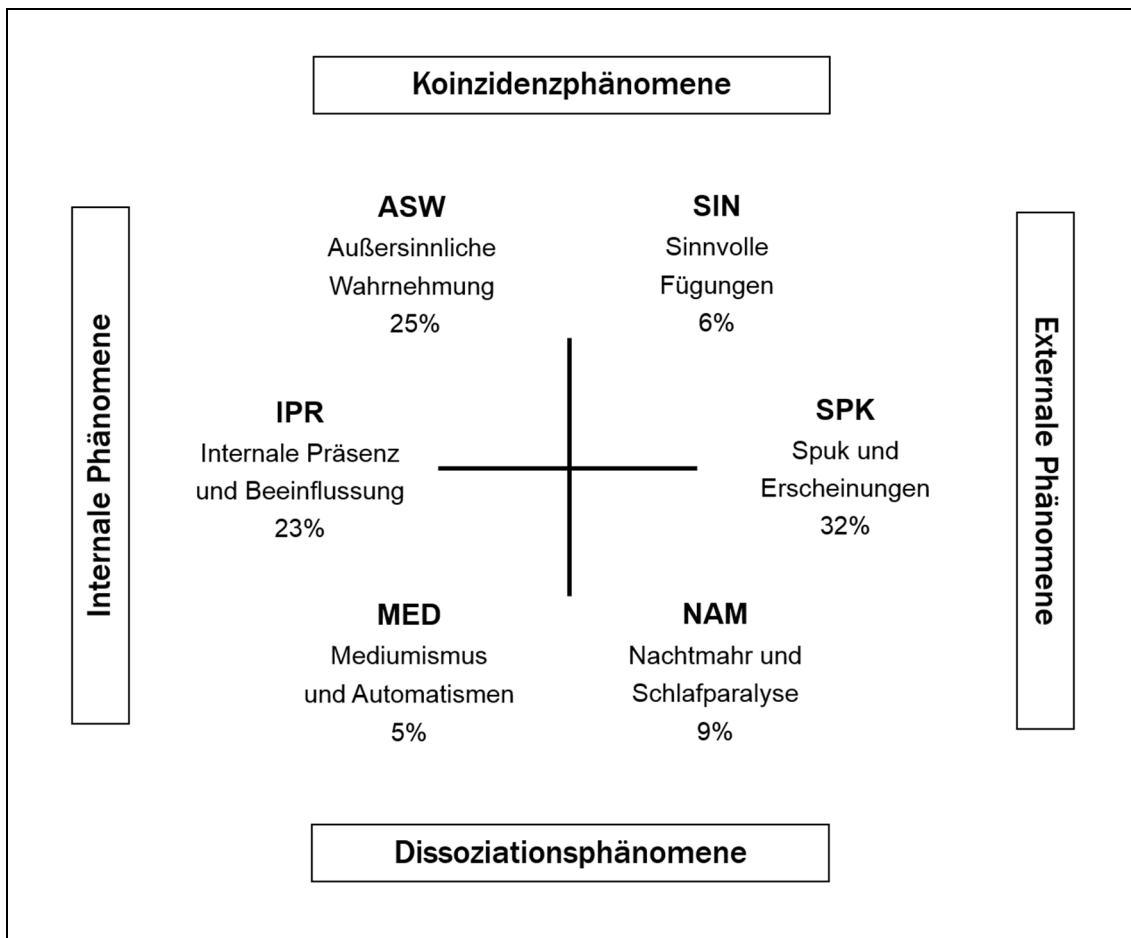 Koinzidenzphänomene
Internale Phänomene
ASW
Außersinnliche
Wahrnehmung
25%
SIN
Sinnvolle
Fügungen
6%
IPR
Internale Präsenz
und Beeinflussung
23%
SPK
Spuk und
Erscheinungen
32%
MED
Mediumismus
und Automatismen
5%
NAM
Nachtmahr und
Schlafparalyse
9%
Externale Phänomene
Dissoziationsphänomene